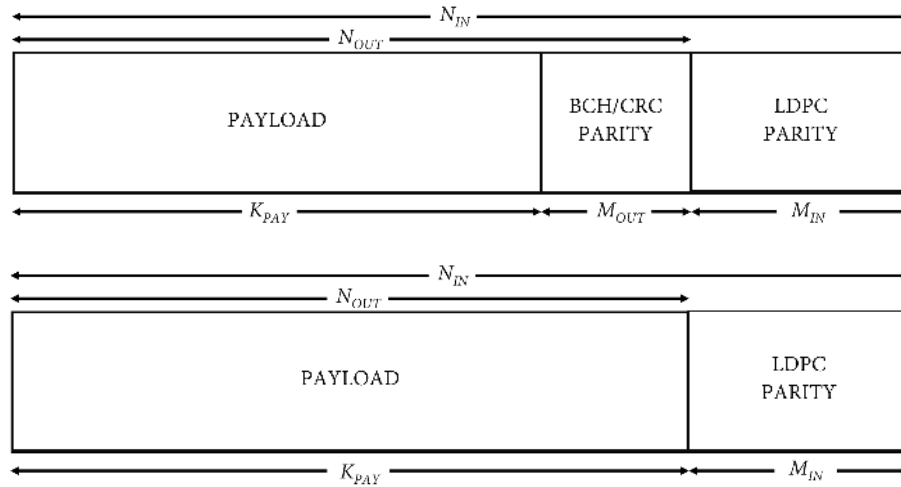 N_IN
N_OUT
PAYLOAD
BCH/CRC
PARITY
LDPC
PARITY
K_PAY
M_OUT
M_IN
N_IN
N_OUT
PAYLOAD
LDPC
PARITY
K_PAY
M_IN